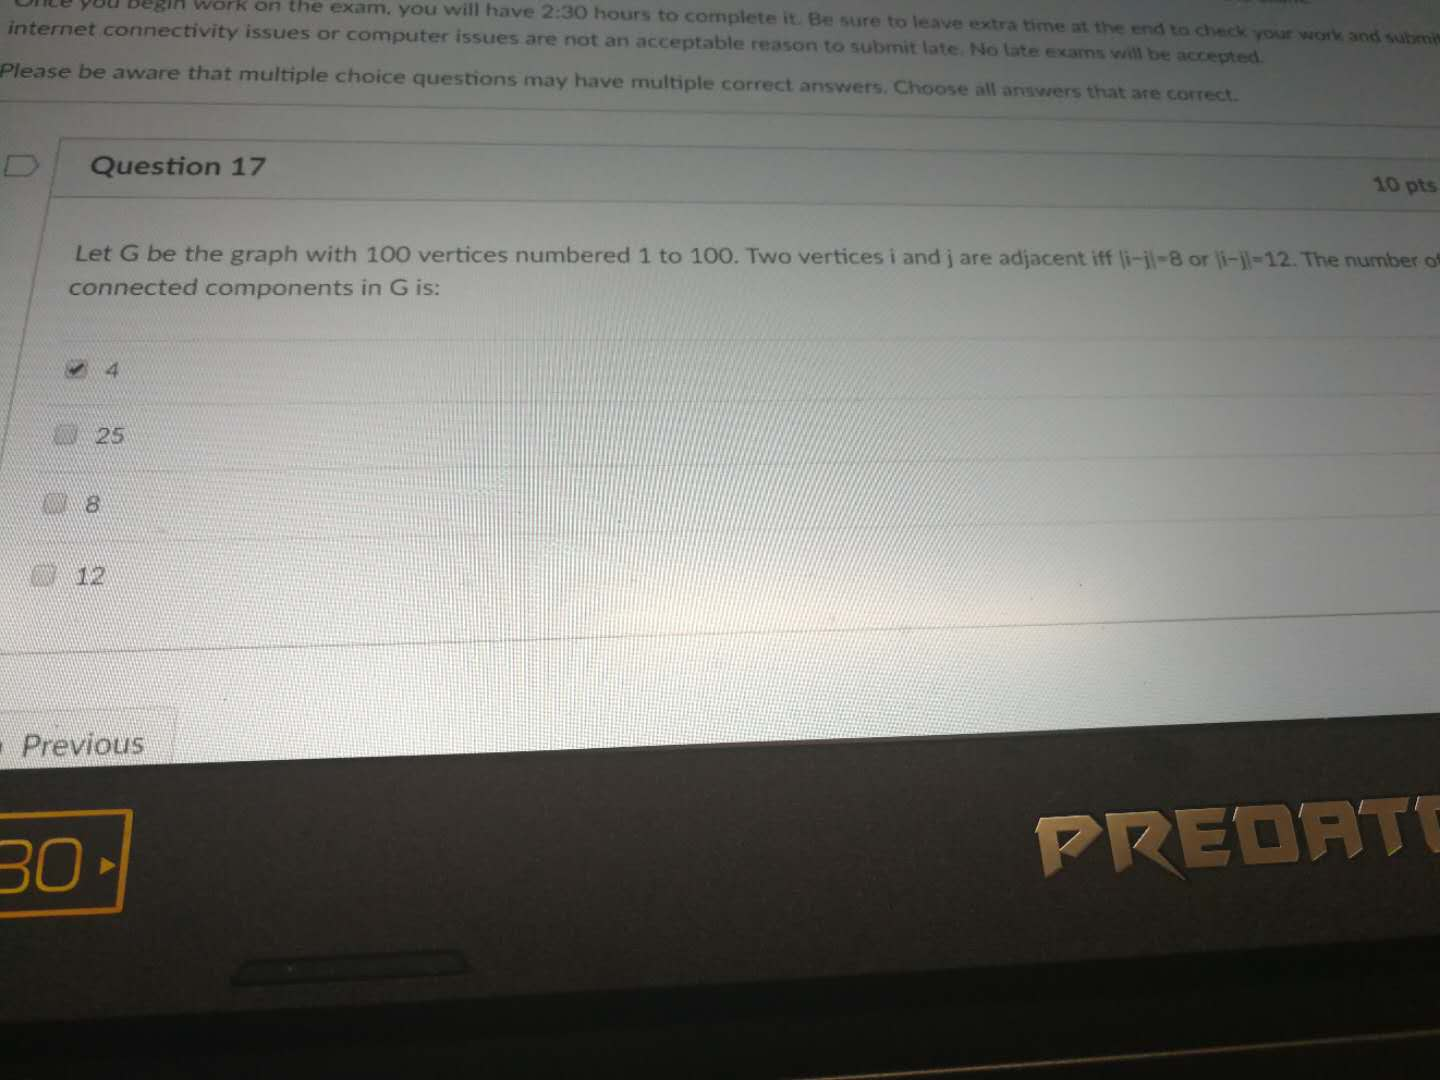 Once you begin work on the exam, you will have 2:30 hours to complete it. Be sure to leave extra time at the end to check your work and submit
internet connectivity issues or computer issues are not an acceptable reason to submit late. No late exams will be accepted.
Please be aware that multiple choice questions may have multiple correct answers. Choose all answers that are correct.
Question 17
10 pts
Let G be the graph with 100 vertices numbered 1 to 100. Two vertices i and j are adjacent iff |i-j|=8 or |i-j|=12. The number of
connected components in G is:
4
25
8
12
Previous
30
PREDATO